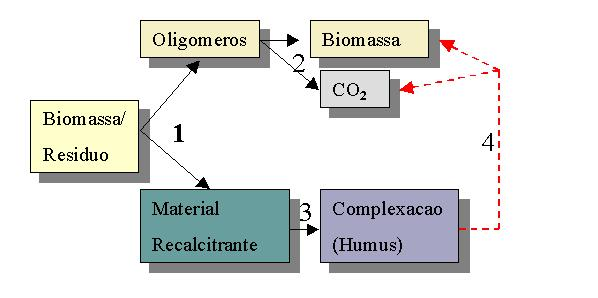 Oligomeros
Biomassa
2
CO₂
Biomassa/
Residuo
1
4
Material
Recalcitrante
3
Complexacao
(Humus)